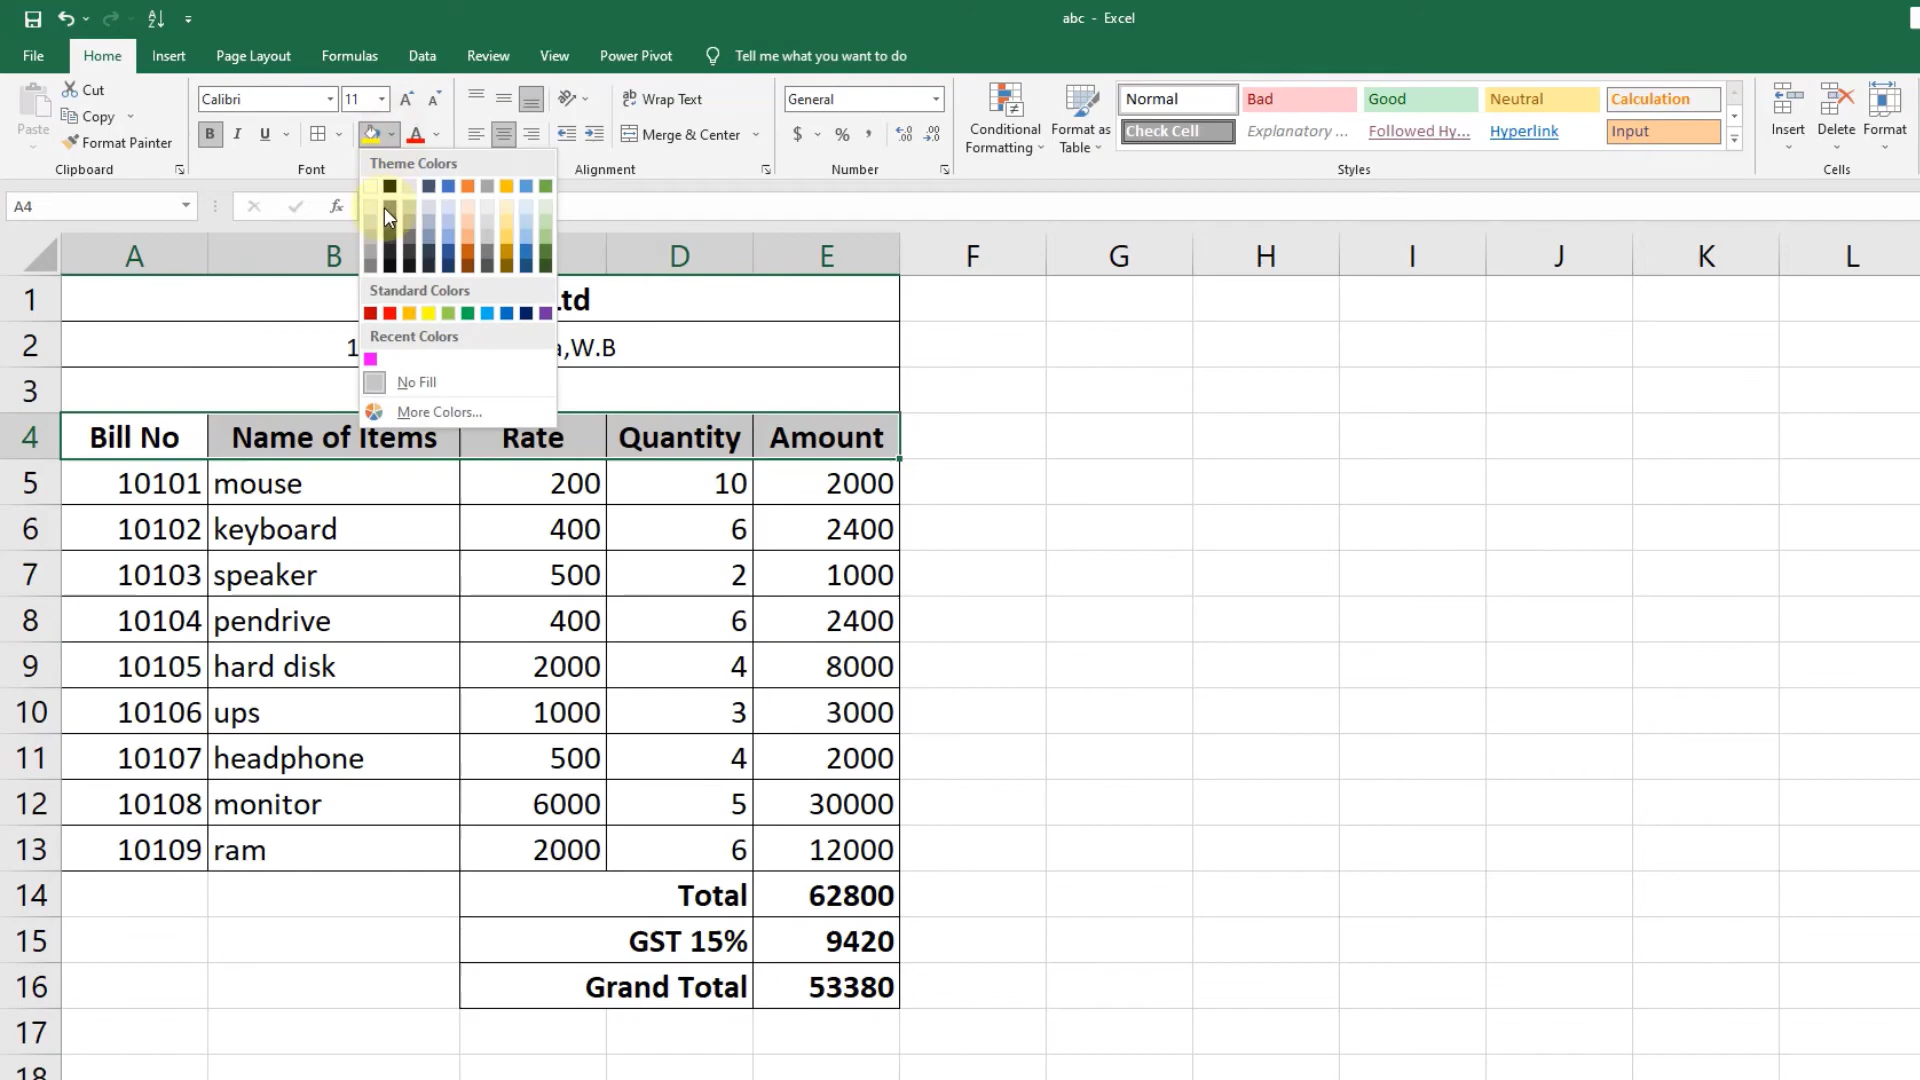 abc - Excel
File Home Insert Page Layout Formulas Data Review View Power Pivot Tell me what you want to do
Paste
Cut
Copy
Format Painter
Clipboard
Calibri 11
B I U A
Font
Wrap Text
Merge & Center
Alignment
General
$ % ,
Number
Conditional Formatting
Format as Table
Normal Bad Good Neutral Calculation
Check Cell Explanatory ... Followed Hy... Hyperlink Input
Styles
Insert Delete Format
Cells
A4 fx
Theme Colors
Standard Colors
Recent Colors
No Fill
More Colors...
A B D E F G H I J K L
1 Ltd
2 1 ,W.B
3
4 Bill No Name of Items Rate Quantity Amount
5 10101 mouse 200 10 2000
6 10102 keyboard 400 6 2400
7 10103 speaker 500 2 1000
8 10104 pendrive 400 6 2400
9 10105 hard disk 2000 4 8000
10 10106 ups 1000 3 3000
11 10107 headphone 500 4 2000
12 10108 monitor 6000 5 30000
13 10109 ram 2000 6 12000
14 Total 62800
15 GST 15% 9420
16 Grand Total 53380
17
18